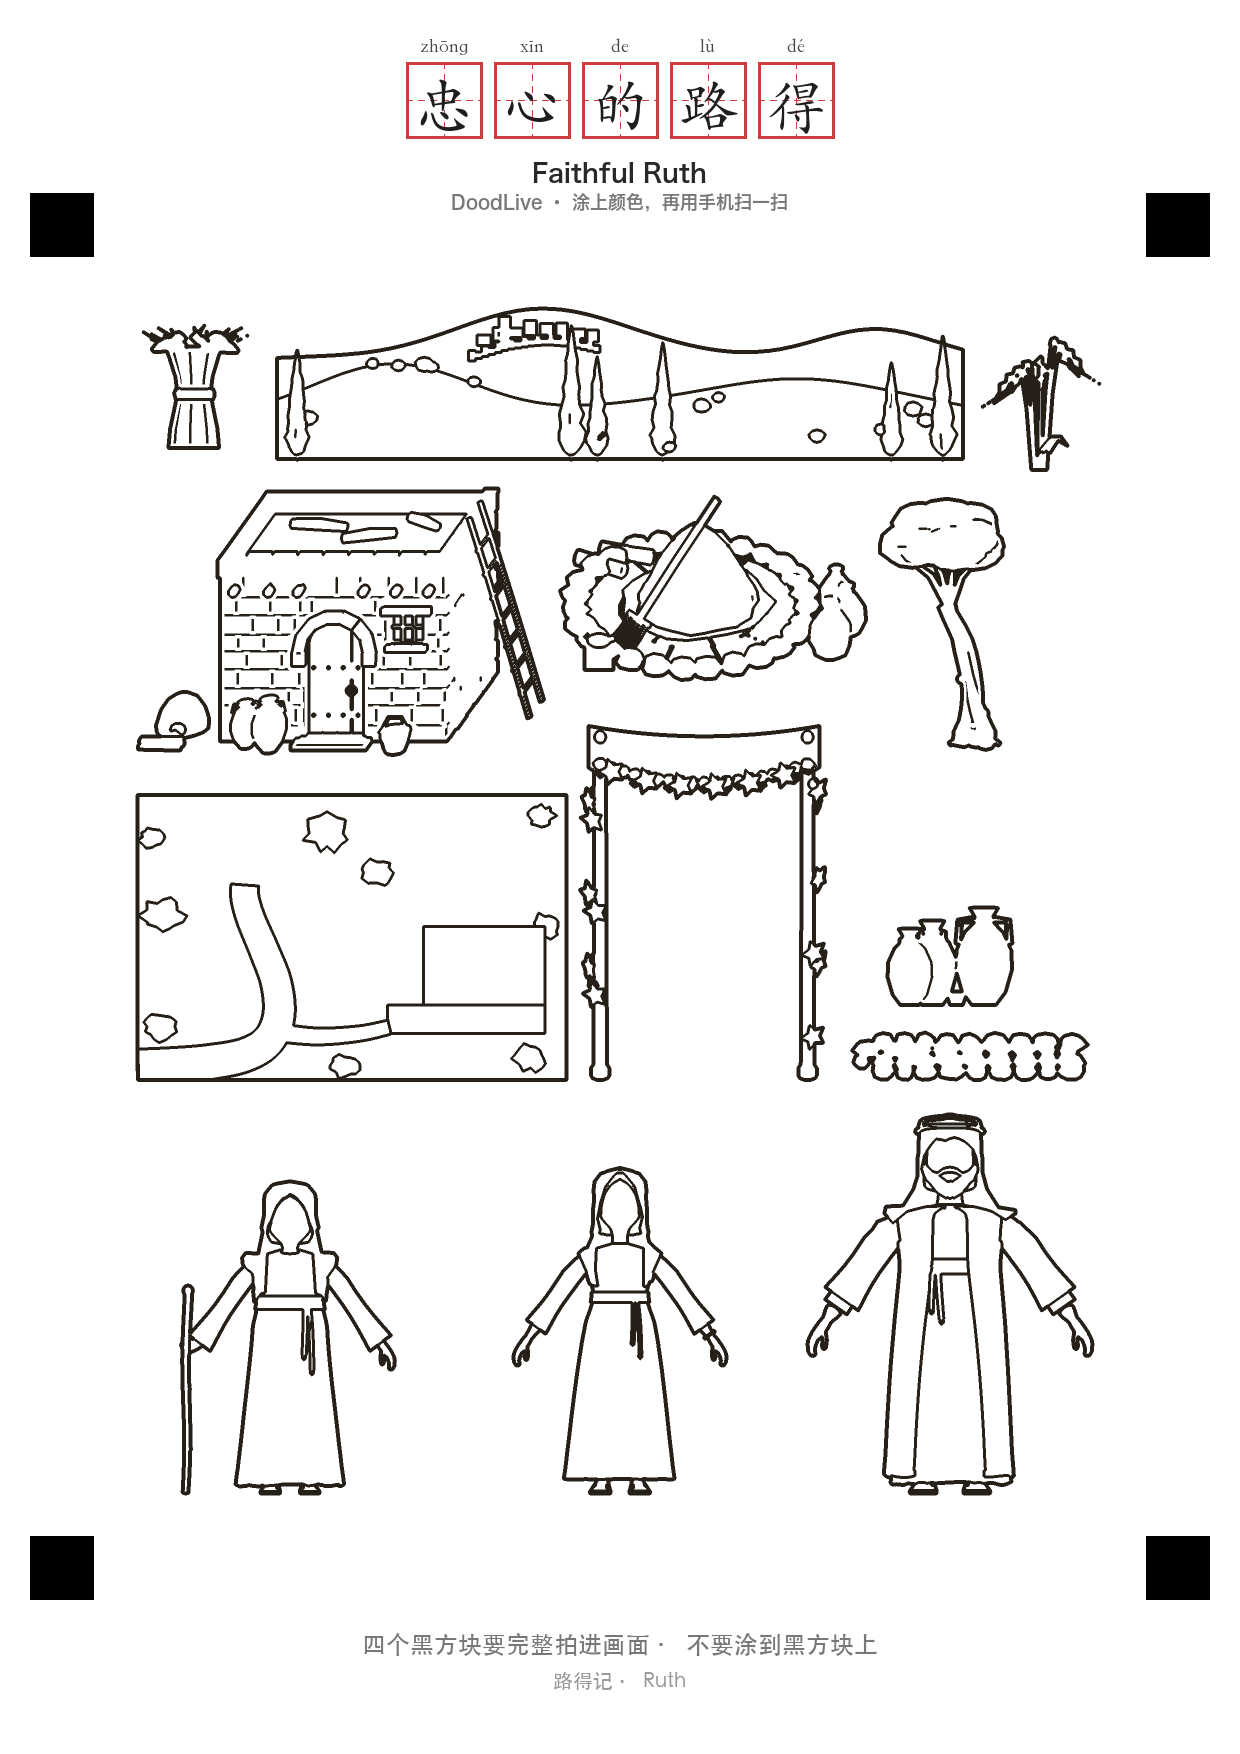 zhōng xīn de lù dé
忠心的路得
Faithful Ruth
DoodLive · 涂上颜色，再用手机扫一扫
四个黑方块要完整拍进画面 · 不要涂到黑方块上
路得记 · Ruth